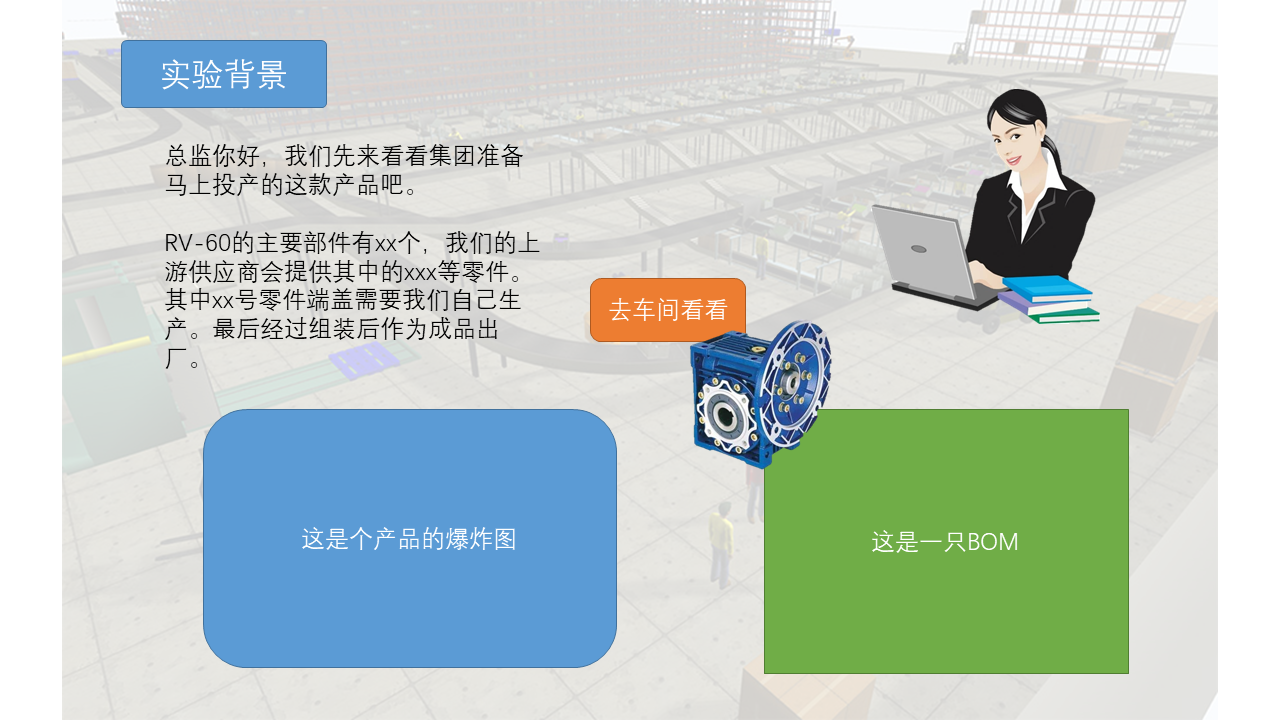 实验背景
总监你好，我们先来看看集团准备
马上投产的这款产品吧。
RV-60的主要部件有xx个，我们的上
游供应商会提供其中的xxx等零件。
其中xx号零件端盖需要我们自己生
产。最后经过组装后作为成品出
厂。
去车间看看
这是个产品的爆炸图
这是一只BOM